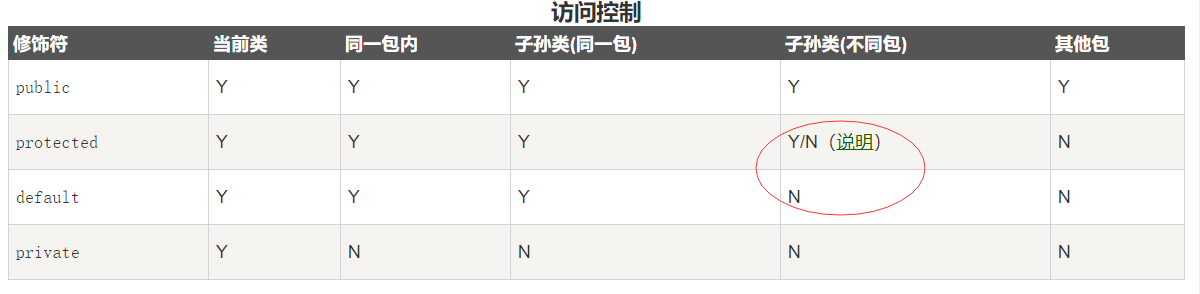 访问控制
修饰符 当前类 同一包内 子孙类(同一包) 子孙类(不同包) 其他包
public Y Y Y Y Y
protected Y Y Y Y/N（说明） N
default Y Y Y N N
private Y N N N N